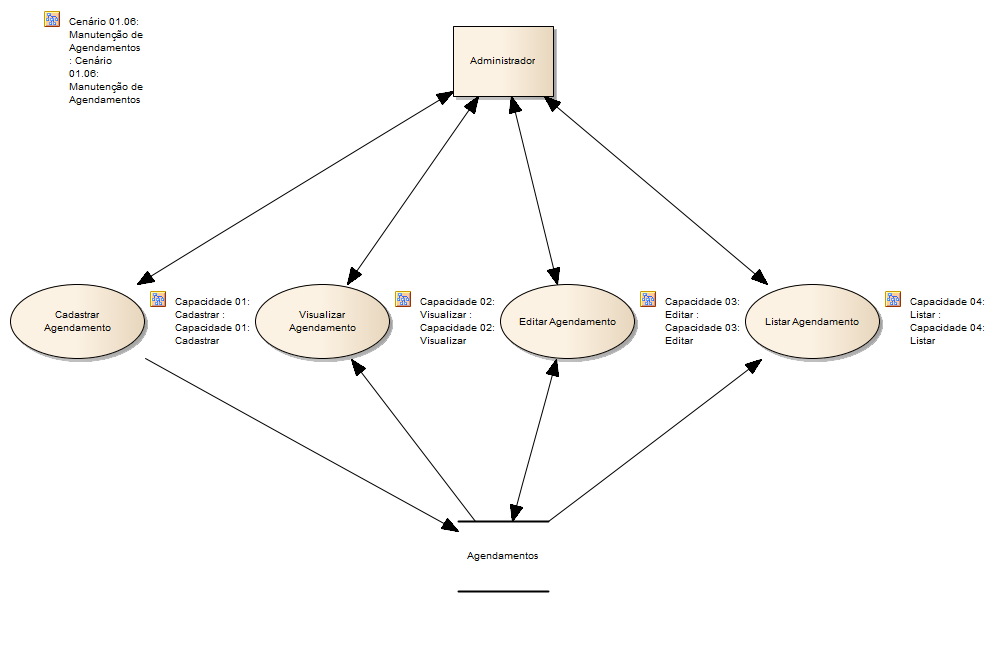 Cenário 01.06:
Manutenção de
Agendamentos
: Cenário
01.06:
Manutenção de
Agendamentos
Administrador
Cadastrar
Agendamento
Capacidade 01:
Cadastrar :
Capacidade 01:
Cadastrar
Visualizar
Agendamento
Capacidade 02:
Visualizar :
Capacidade 02:
Visualizar
Editar Agendamento
Capacidade 03:
Editar :
Capacidade 03:
Editar
Listar Agendamento
Capacidade 04:
Listar :
Capacidade 04:
Listar
Agendamentos